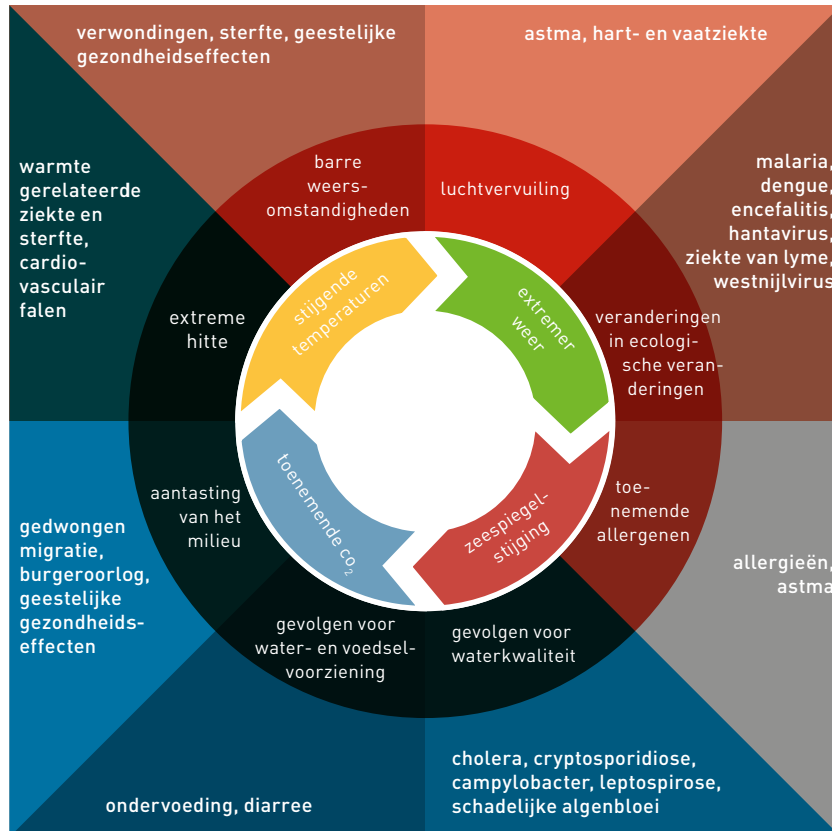 verwondingen, sterfte, geestelijke
gezondheidseffecten
astma, hart- en vaatziekte
warmte
gerelateerde
ziekte en
sterfte,
cardio-
vasculair
falen
malaria,
dengue,
encefalitis,
hantavirus,
ziekte van lyme,
westnijlvirus
barre
weers-
omstandigheden
luchtvervuiling
extreme
hitte
veranderingen
in ecologi-
sche veran-
deringen
stijgende
temperaturen
extremer
weer
toenemende co2
zeespiegel-
stijging
aantasting
van het
milieu
toe-
nemende
allergenen
gedwongen
migratie,
burgeroorlog,
geestelijke
gezondheids-
effecten
allergieën,
astma
gevolgen voor
water- en voedsel-
voorziening
gevolgen voor
waterkwaliteit
ondervoeding, diarree
cholera, cryptosporidiose,
campylobacter, leptospirose,
schadelijke algenbloei